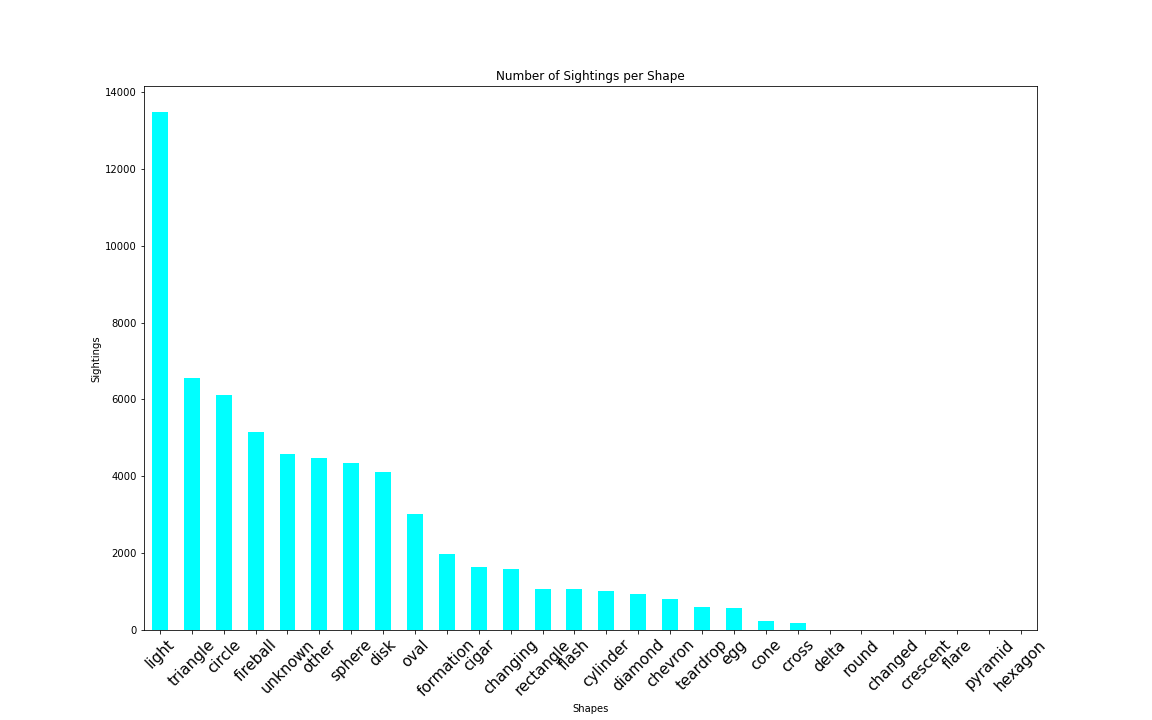 Number of Sightings per Shape
14000
12000
10000
8000
6000
4000
2000
0
Sightings
light
triangle
circle
fireball
unknown
other
sphere
disk
oval
formation
cigar
changing
rectangle
flash
cylinder
diamond
chevron
teardrop
egg
cone
cross
delta
round
changed
crescent
flare
pyramid
hexagon
Shapes